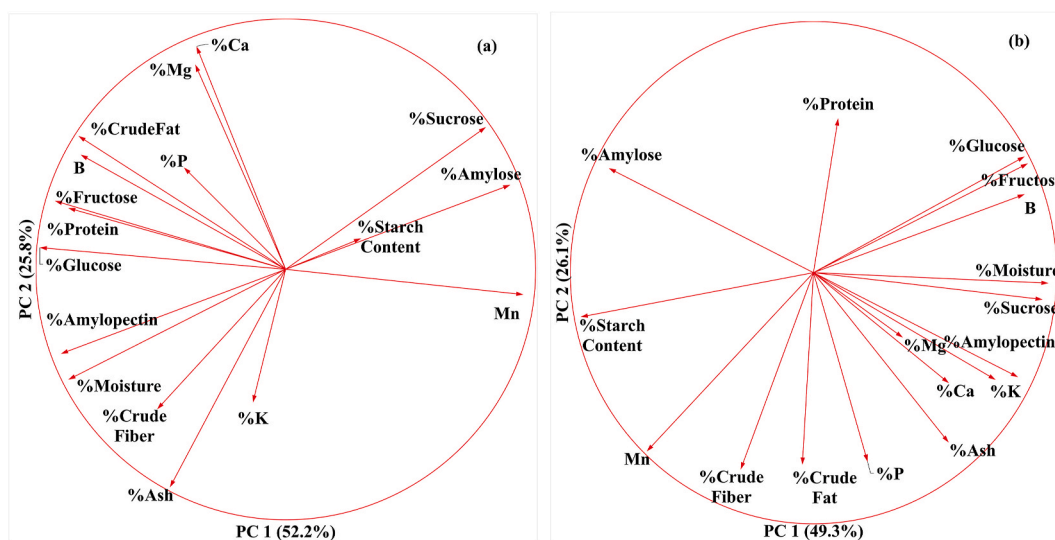 (a)
%Ca
%Mg
%CrudeFat
%P
B
%Fructose
%Protein
%Glucose
%Sucrose
%Amylose
%Starch
Content
Mn
%Amylopectin
%Moisture
%Crude
Fiber
%K
%Ash
PC 2 (25.8%)
PC 1 (52.2%)
(b)
%Protein
%Amylose
%Glucose
%Fructos
B
%Moisture
%Sucrose
%Starch
Content
%Mg
%Amylopectin
%Ca
%K
%Ash
Mn
%Crude
Fiber
%Crude
Fat
%P
PC 2 (26.1%)
PC 1 (49.3%)